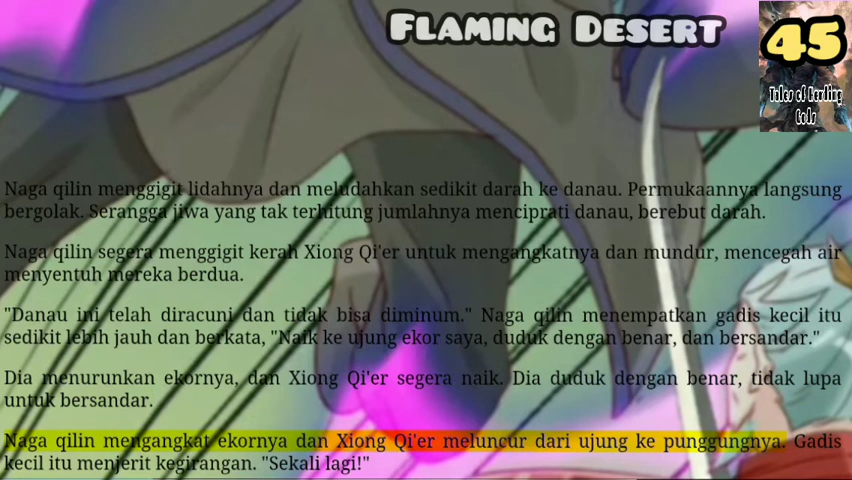 FLAMING DESERT
45
Tales of Herding
Gods
Naga qilin menggigit lidahnya dan meludahkan sedikit darah ke danau. Permukaannya langsung
bergolak. Serangga jiwa yang tak terhitung jumlahnya menciprati danau, berebut darah.
Naga qilin segera menggigit kerah Xiong Qi'er untuk mengangkatnya dan mundur, mencegah air
menyentuh mereka berdua.
"Danau ini telah diracuni dan tidak bisa diminum." Naga qilin menempatkan gadis kecil itu
sedikit lebih jauh dan berkata, "Naik ke ujung ekor saya, duduk dengan benar, dan bersandar."
Dia menurunkan ekornya, dan Xiong Qi'er segera naik. Dia duduk dengan benar, tidak lupa
untuk bersandar.
Naga qilin mengangkat ekornya dan Xiong Qi'er meluncur dari ujung ke punggungnya. Gadis
kecil itu menjerit kegirangan. "Sekali lagi!"